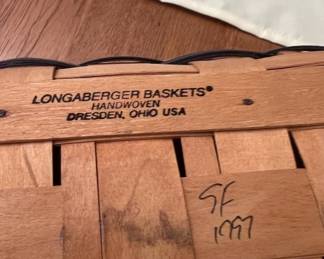 LONGABERGER BASKETS®
HANDWOVEN
DRESDEN, OHIO USA
SF
1997